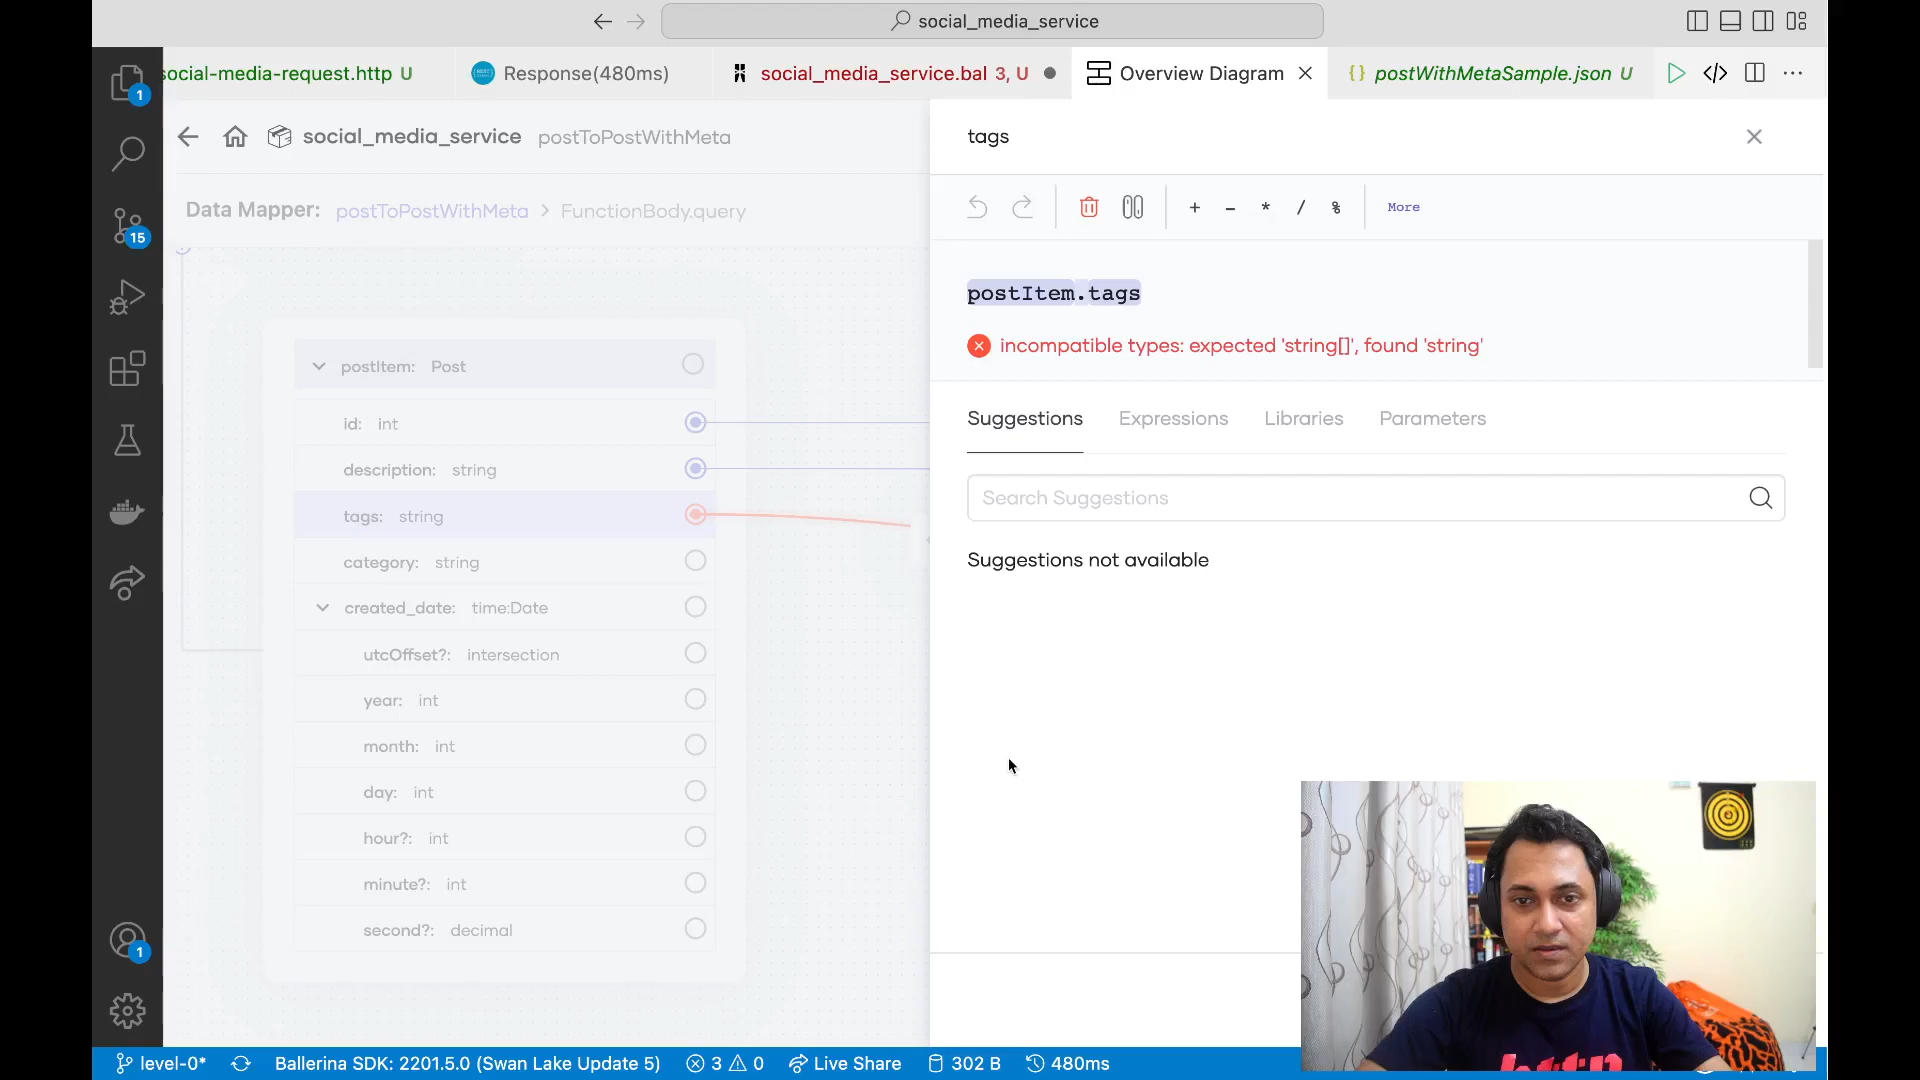 social_media_service
social-media-request.http U
Response(480ms)
social_media_service.bal 3, U
Overview Diagram
{} postWithMetaSample.json U
1
15
1
social_media_service postToPostWithMeta
Data Mapper: postToPostWithMeta > FunctionBody.query
postItem: Post
id: int
description: string
tags: string
category: string
created_date: time:Date
utcOffset?: intersection
year: int
month: int
day: int
hour?: int
minute?: int
second?: decimal
tags
+ - * / % More
postItem.tags
incompatible types: expected 'string[]', found 'string'
Suggestions Expressions Libraries Parameters
Search Suggestions
Suggestions not available
level-0* Ballerina SDK: 2201.5.0 (Swan Lake Update 5) 3 0 Live Share 302 B 480ms